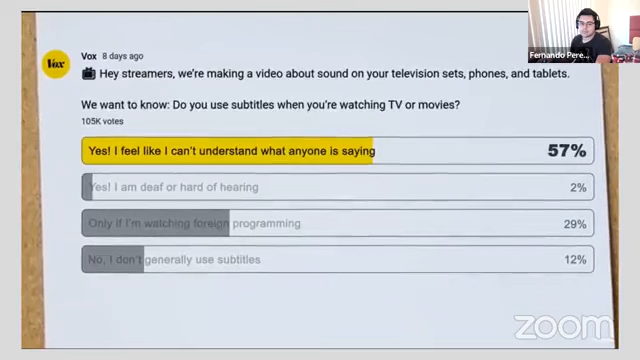 Vox 8 days ago
Hey streamers, we're making a video about sound on your television sets, phones, and tablets.
We want to know: Do you use subtitles when you're watching TV or movies?
105K votes
Yes! I feel like I can't understand what anyone is saying 57%
Yes! I am deaf or hard of hearing 2%
Only if I'm watching foreign programming 29%
No, I don't generally use subtitles 12%
Vox
Fernando Pere...
zoom